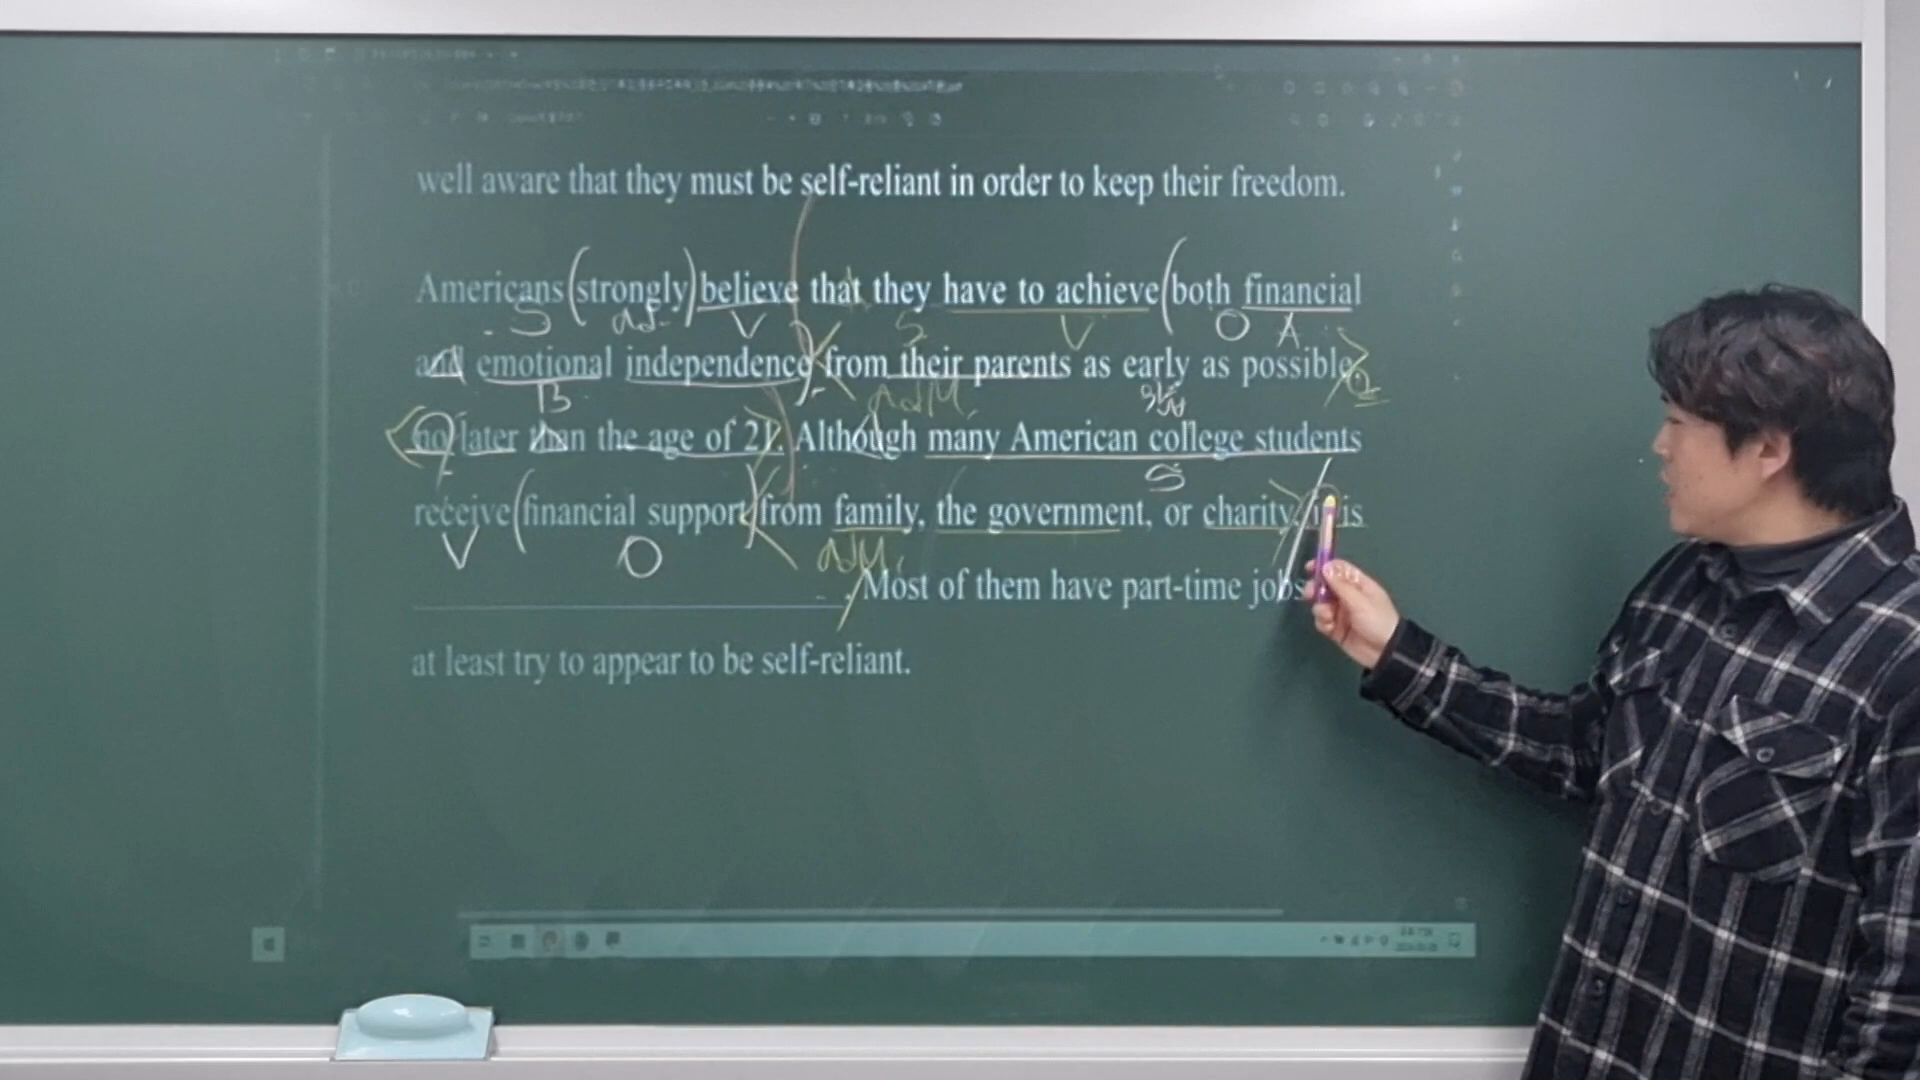 well aware that they must be self-reliant in order to keep their freedom.
Americans (strongly) believe that they have to achieve (both financial
S ad. V S V O A
and emotional independence) from their parents as early as possible
B adM.
no later than the age of 21. Although many American college students
S
receive (financial support) from family, the government, or charity, it is
V O adM.
Most of them have part-time jobs
at least try to appear to be self-reliant.